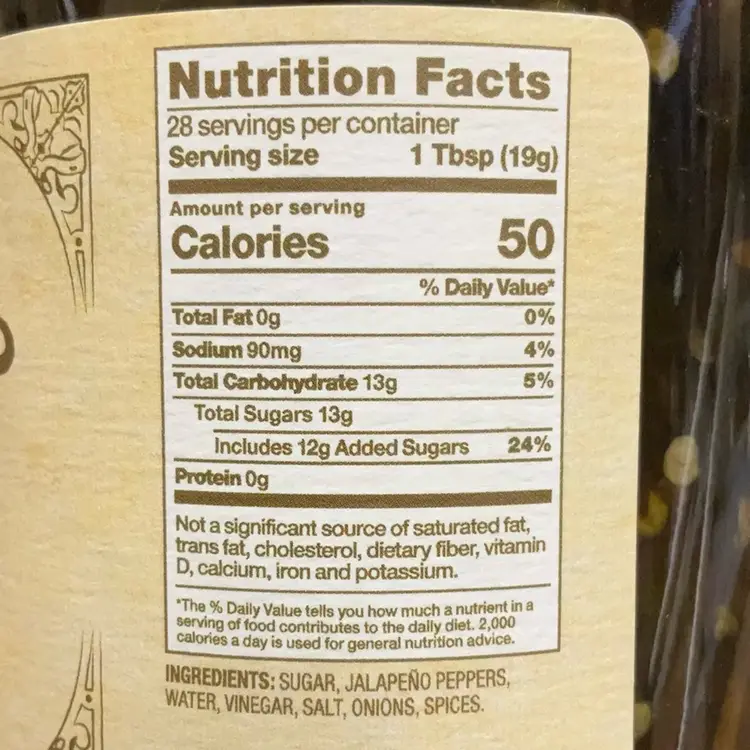 Nutrition Facts
28 servings per container
Serving size 1 Tbsp (19g)
Amount per serving
Calories 50
% Daily Value*
Total Fat 0g 0%
Sodium 90mg 4%
Total Carbohydrate 13g 5%
Total Sugars 13g
Includes 12g Added Sugars 24%
Protein 0g
Not a significant source of saturated fat,
trans fat, cholesterol, dietary fiber, vitamin
D, calcium, iron and potassium.
*The % Daily Value tells you how much a nutrient in a
serving of food contributes to the daily diet. 2,000
calories a day is used for general nutrition advice.
INGREDIENTS: SUGAR, JALAPEÑO PEPPERS,
WATER, VINEGAR, SALT, ONIONS, SPICES.